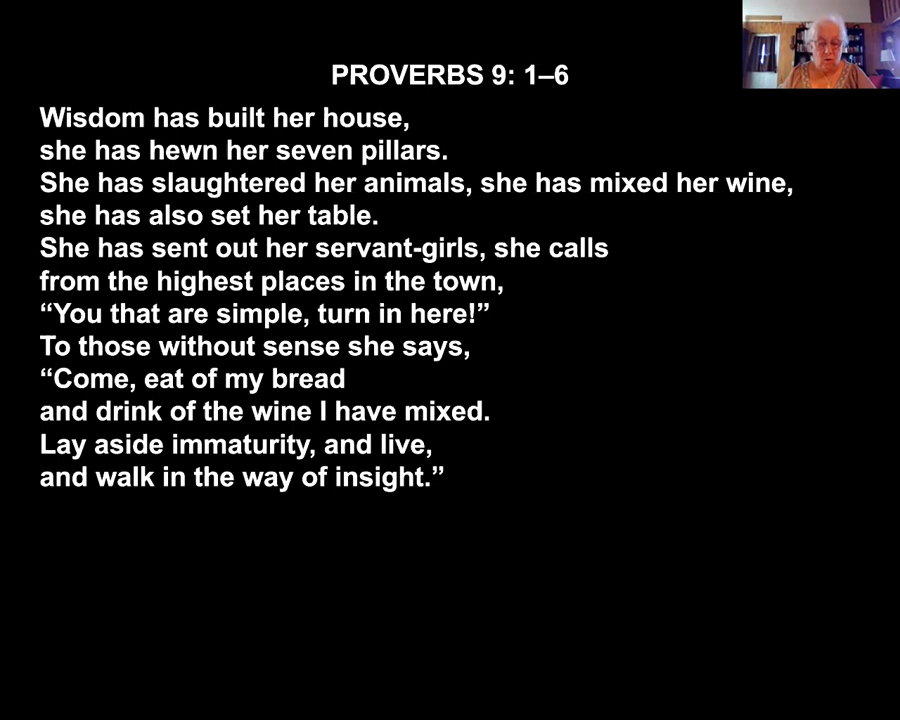 PROVERBS 9: 1–6
Wisdom has built her house,
she has hewn her seven pillars.
She has slaughtered her animals, she has mixed her wine,
she has also set her table.
She has sent out her servant-girls, she calls
from the highest places in the town,
“You that are simple, turn in here!”
To those without sense she says,
“Come, eat of my bread
and drink of the wine I have mixed.
Lay aside immaturity, and live,
and walk in the way of insight.”